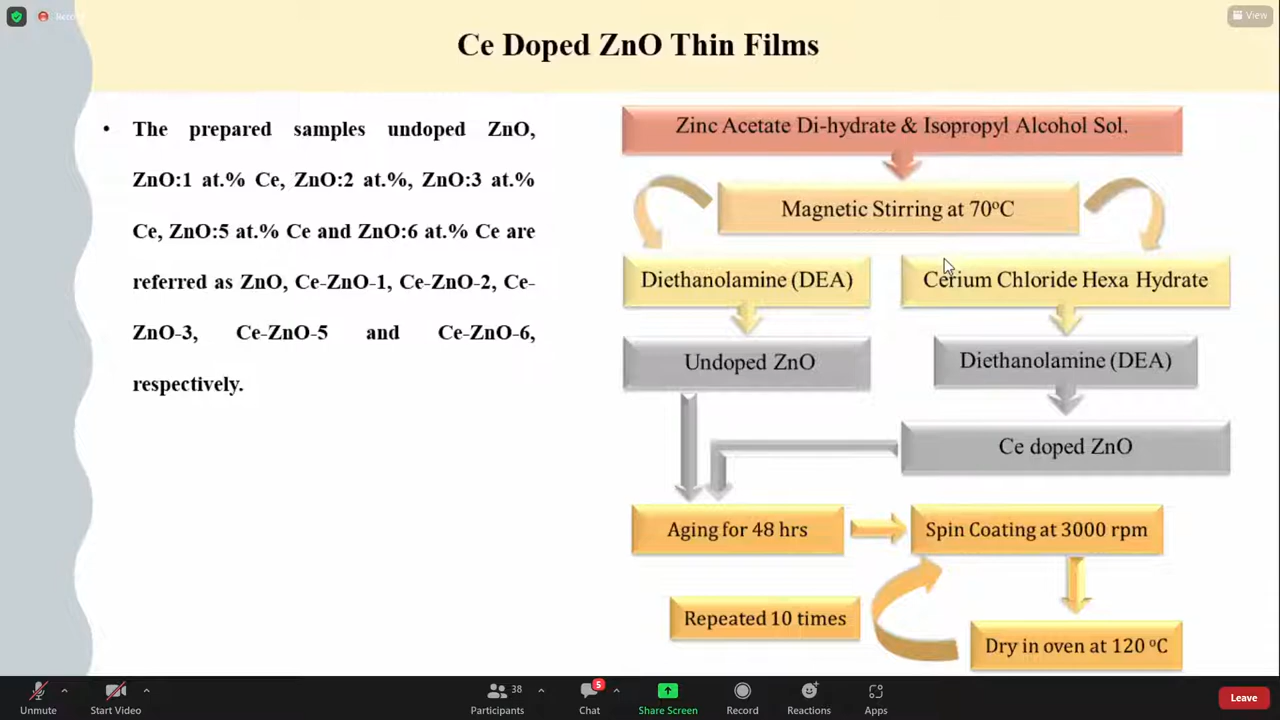 Record
View
Ce Doped ZnO Thin Films
• The prepared samples undoped ZnO,
ZnO:1 at.% Ce, ZnO:2 at.%, ZnO:3 at.%
Ce, ZnO:5 at.% Ce and ZnO:6 at.% Ce are
referred as ZnO, Ce-ZnO-1, Ce-ZnO-2, Ce-
ZnO-3, Ce-ZnO-5 and Ce-ZnO-6,
respectively.
Zinc Acetate Di-hydrate & Isopropyl Alcohol Sol.
Magnetic Stirring at 70°C
Diethanolamine (DEA)
Cerium Chloride Hexa Hydrate
Undoped ZnO
Diethanolamine (DEA)
Ce doped ZnO
Aging for 48 hrs
Spin Coating at 3000 rpm
Repeated 10 times
Dry in oven at 120 °C
Unmute
Start Video
38
Participants
5
Chat
Share Screen
Record
Reactions
Apps
Leave